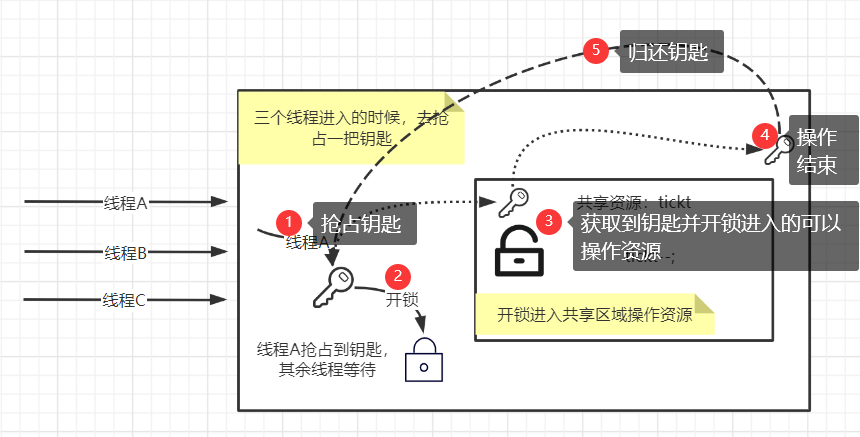 5
归还钥匙
三个线程进入的时候，去抢
占一把钥匙
4
操作
结束
线程A
线程B
线程C
1
抢占钥匙
线程A
2
开锁
线程A抢占到钥匙，
其余线程等待
共享资源：tickt
3
获取到钥匙并开锁进入的可以
操作资源
开锁进入共享区域操作资源